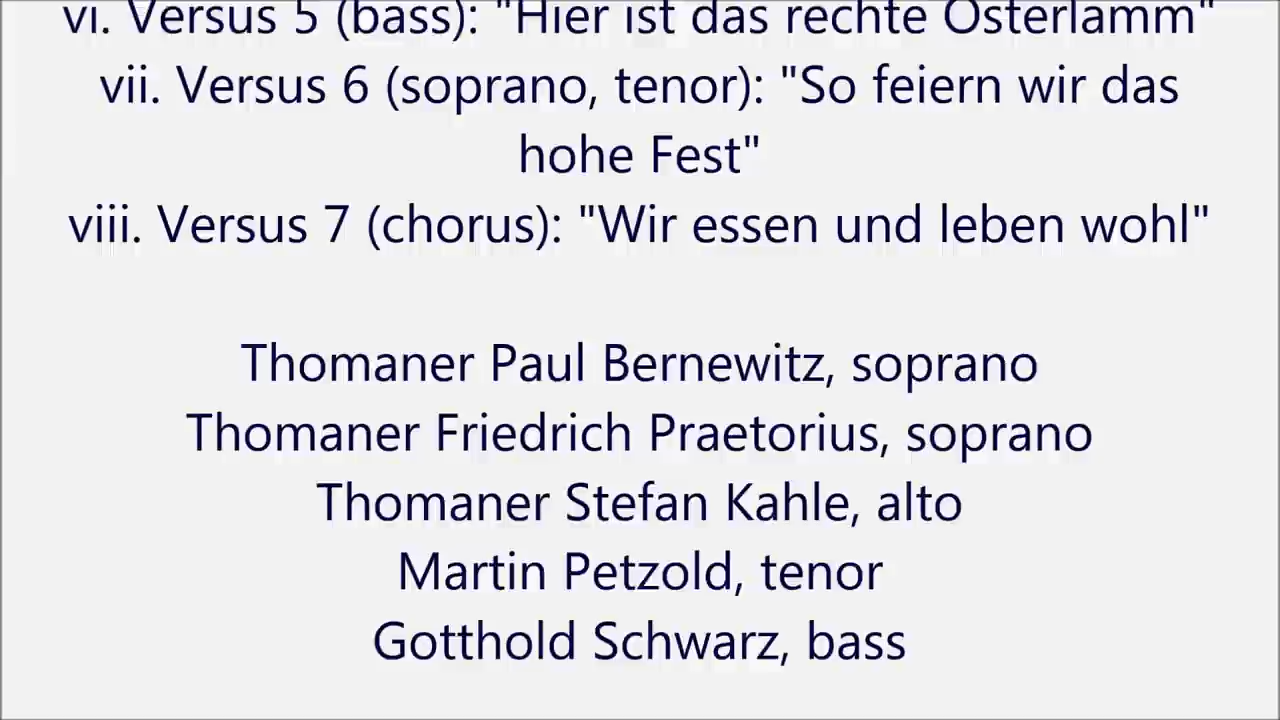 vi. Versus 5 (bass): "Hier ist das rechte Osterlamm"
vii. Versus 6 (soprano, tenor): "So feiern wir das
hohe Fest"
viii. Versus 7 (chorus): "Wir essen und leben wohl"
Thomaner Paul Bernewitz, soprano
Thomaner Friedrich Praetorius, soprano
Thomaner Stefan Kahle, alto
Martin Petzold, tenor
Gotthold Schwarz, bass